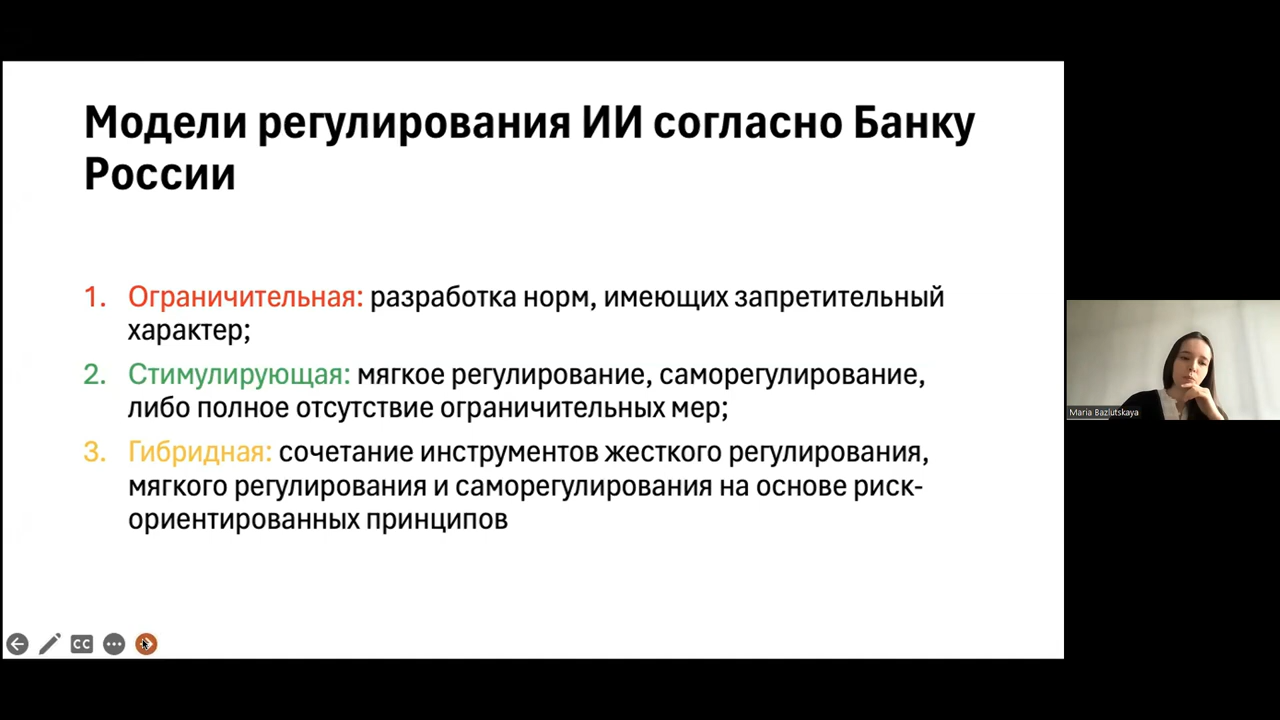 Модели регулирования ИИ согласно Банку
России
1. Ограничительная: разработка норм, имеющих запретительный
характер;
2. Стимулирующая: мягкое регулирование, саморегулирование,
либо полное отсутствие ограничительных мер;
3. Гибридная: сочетание инструментов жесткого регулирования,
мягкого регулирования и саморегулирования на основе риск-
ориентированных принципов
Maria Bazlutskaya
CC